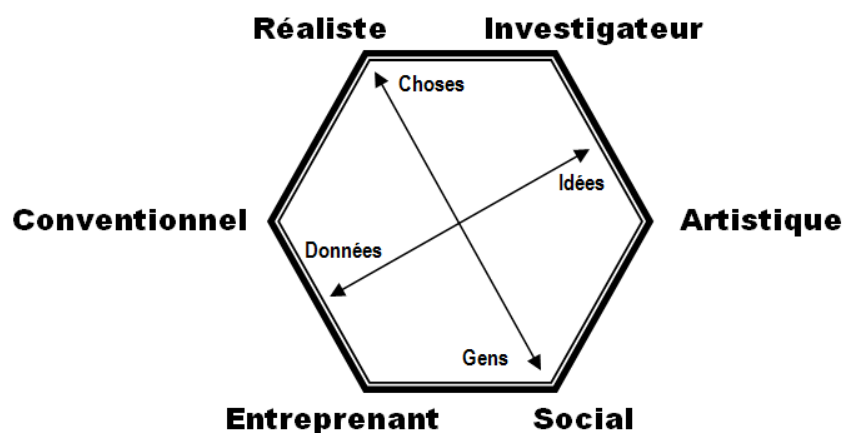 Réaliste Investigateur
Choses
Idées
Conventionnel Artistique
Données
Gens
Entreprenant Social